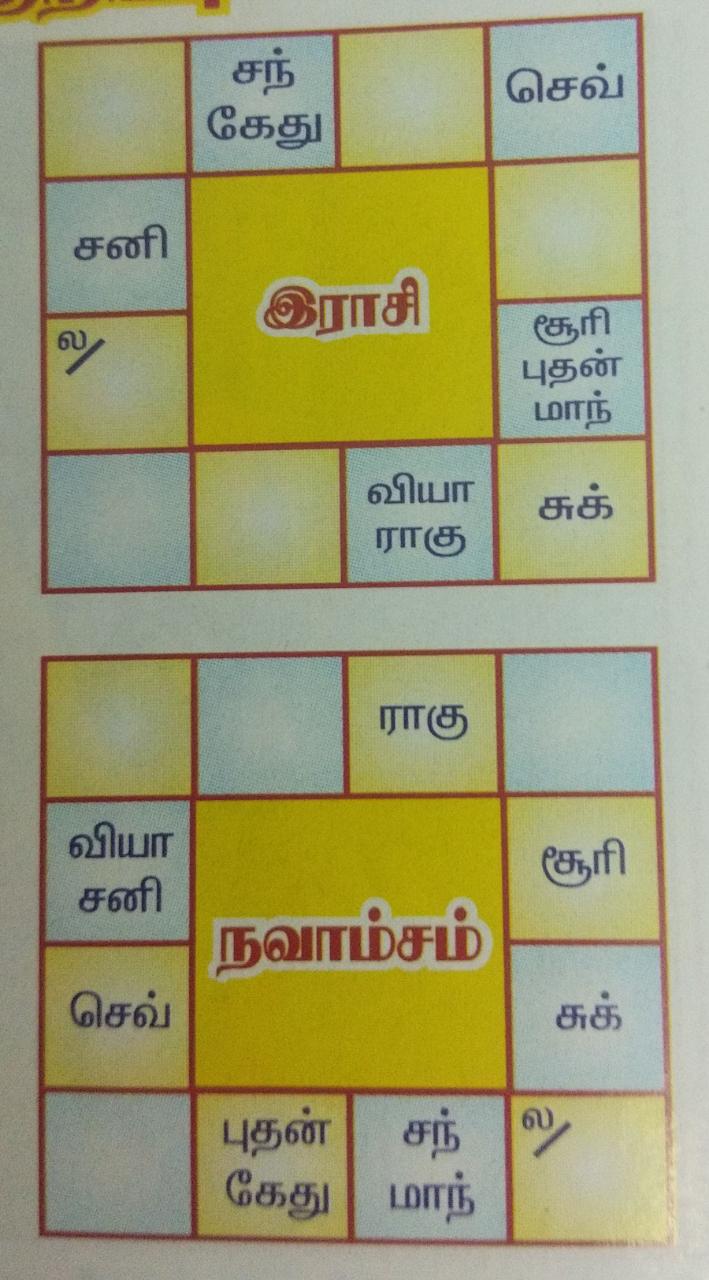 சந்
கேது
செவ்
சனி
இராசி
ல/
சூரி
புதன்
மாந்
வியா
ராகு
சுக்
ராகு
வியா
சனி
சூரி
நவாம்சம்
செவ்
சுக்
புதன்
கேது
சந்
மாந்
ல/